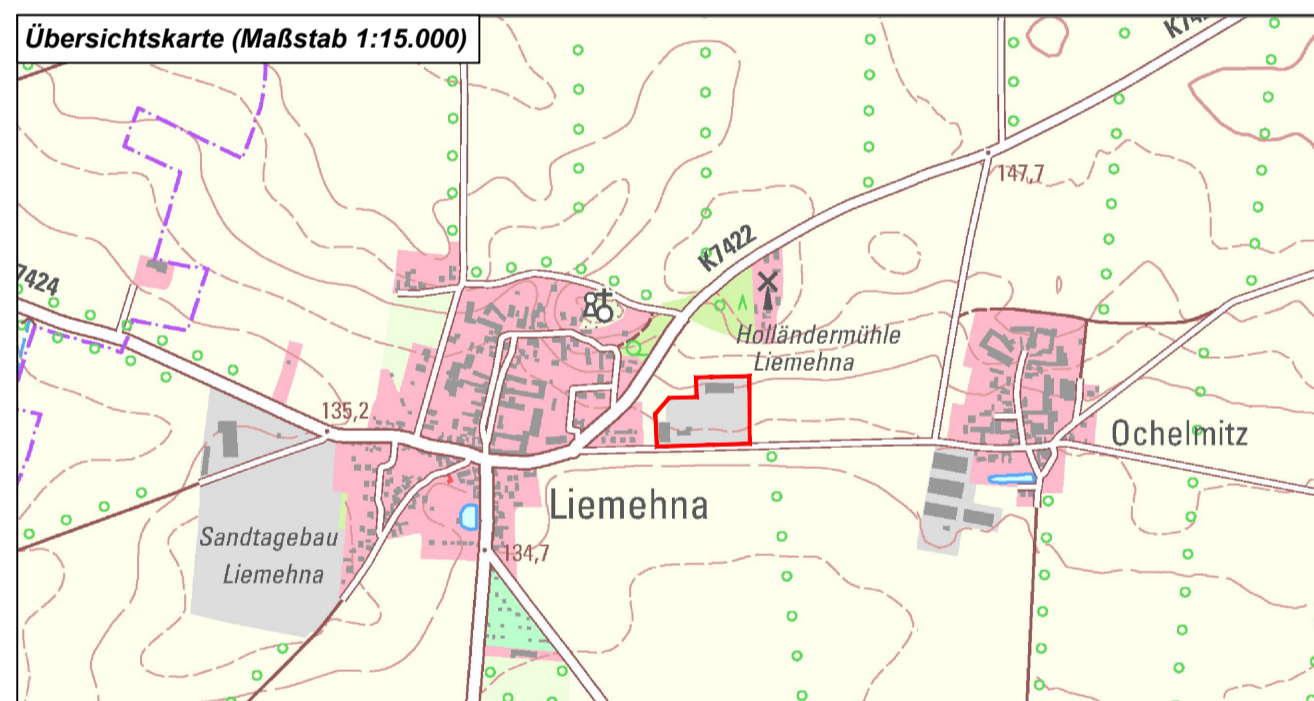 Übersichtskarte (Maßstab 1:15.000)
147,7
K7422
7424
Holländermühle
Liemehna
135,2
Ochelmitz
Liemehna
Sandtagebau
Liemehna
134,7